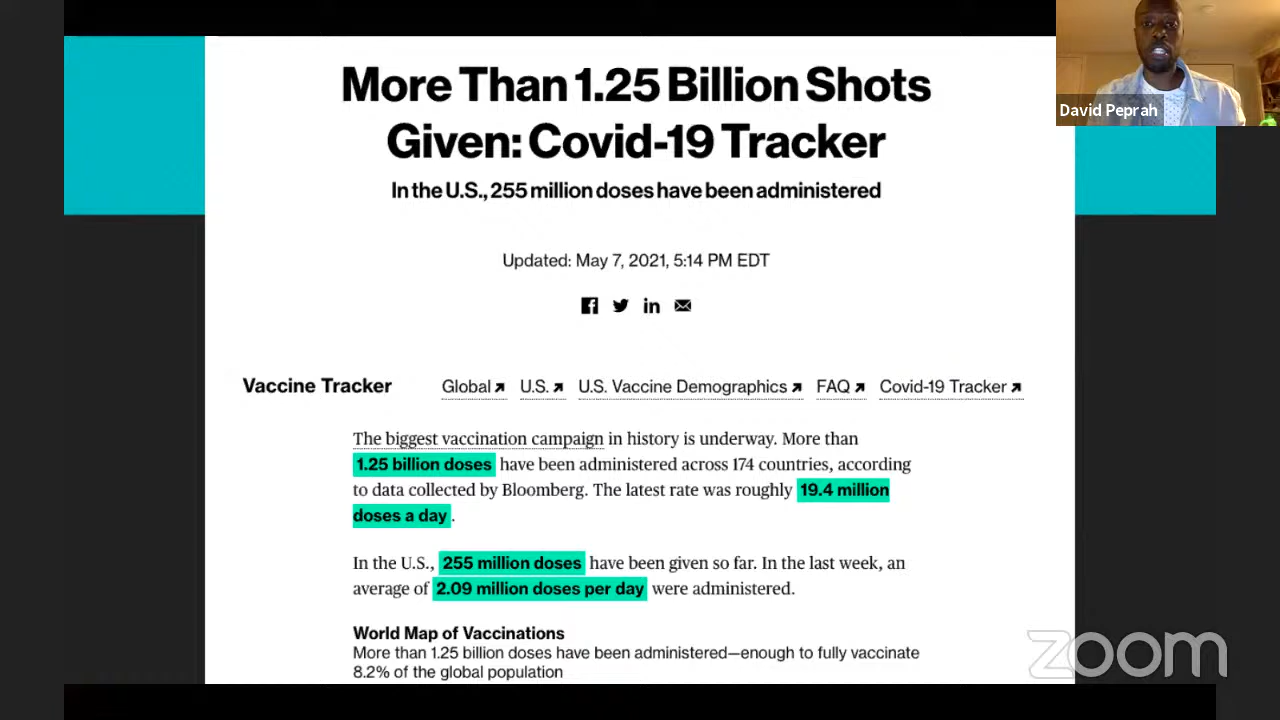 More Than 1.25 Billion Shots
Given: Covid-19 Tracker
In the U.S., 255 million doses have been administered
Updated: May 7, 2021, 5:14 PM EDT
Vaccine Tracker Global U.S. U.S. Vaccine Demographics FAQ Covid-19 Tracker
The biggest vaccination campaign in history is underway. More than
1.25 billion doses have been administered across 174 countries, according
to data collected by Bloomberg. The latest rate was roughly 19.4 million
doses a day.
In the U.S., 255 million doses have been given so far. In the last week, an
average of 2.09 million doses per day were administered.
World Map of Vaccinations
More than 1.25 billion doses have been administered—enough to fully vaccinate
8.2% of the global population
David Peprah
zoom